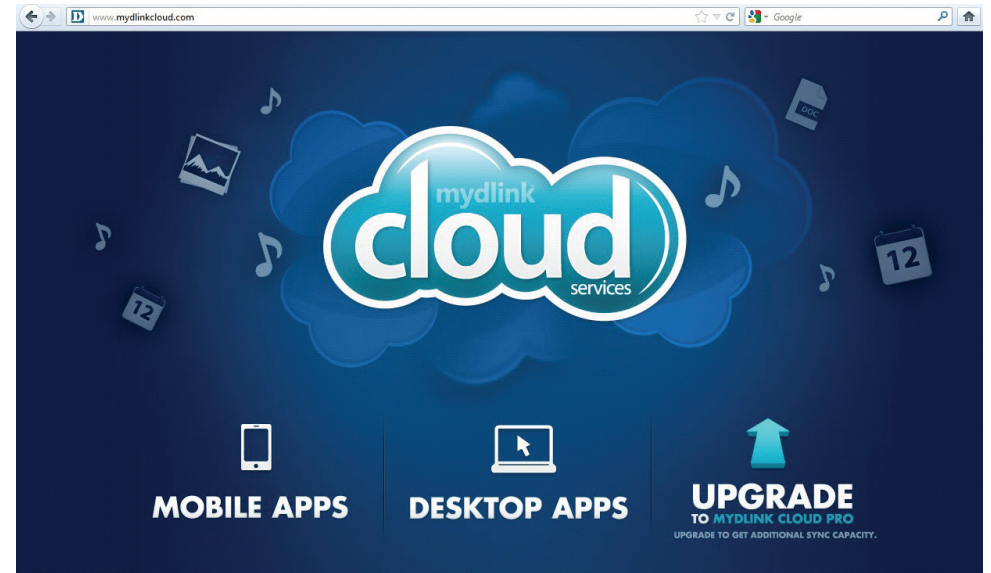 www.mydlinkcloud.com
Google
DOC
mydlink
cloud
services
12
12
MOBILE APPS
DESKTOP APPS
UPGRADE
TO MYDLINK CLOUD PRO
UPGRADE TO GET ADDITIONAL SYNC CAPACITY.